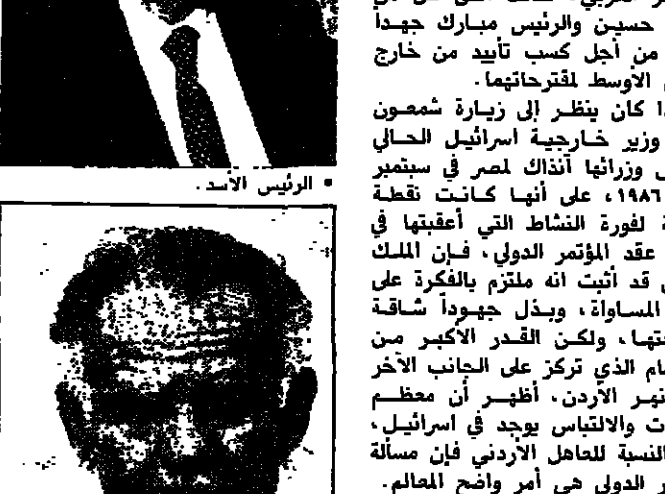 حسين والرئيس مبارك جهداً
من أجل كسب تأييد من خارج
الأوسط لمقترحاتهما.
ا كان ينظر إلى زيارة شمعون
وزير خارجية اسرائيل الحالي
وزرائها آنذاك لمصر في سبتمبر
١٩٨٦، على أنها كانت نقطة
لفورة النشاط التي أعقبتها في
عقد المؤتمر الدولي، فإن الملك
قد أثبت انه ملتزم بالفكرة على
المساواة، وبذل جهوداً شاقة
ولكن القدر الأكبر من
الذي تركز على الجانب الآخر
نهر الأردن، أظهر أن معظم
ات والالتباس يوجد في اسرائيل،
النسبة للعاهل الأردني فإن مسألة
ر الدولي هي أمر واضح المعالم.
▪ الرئيس الأسد.